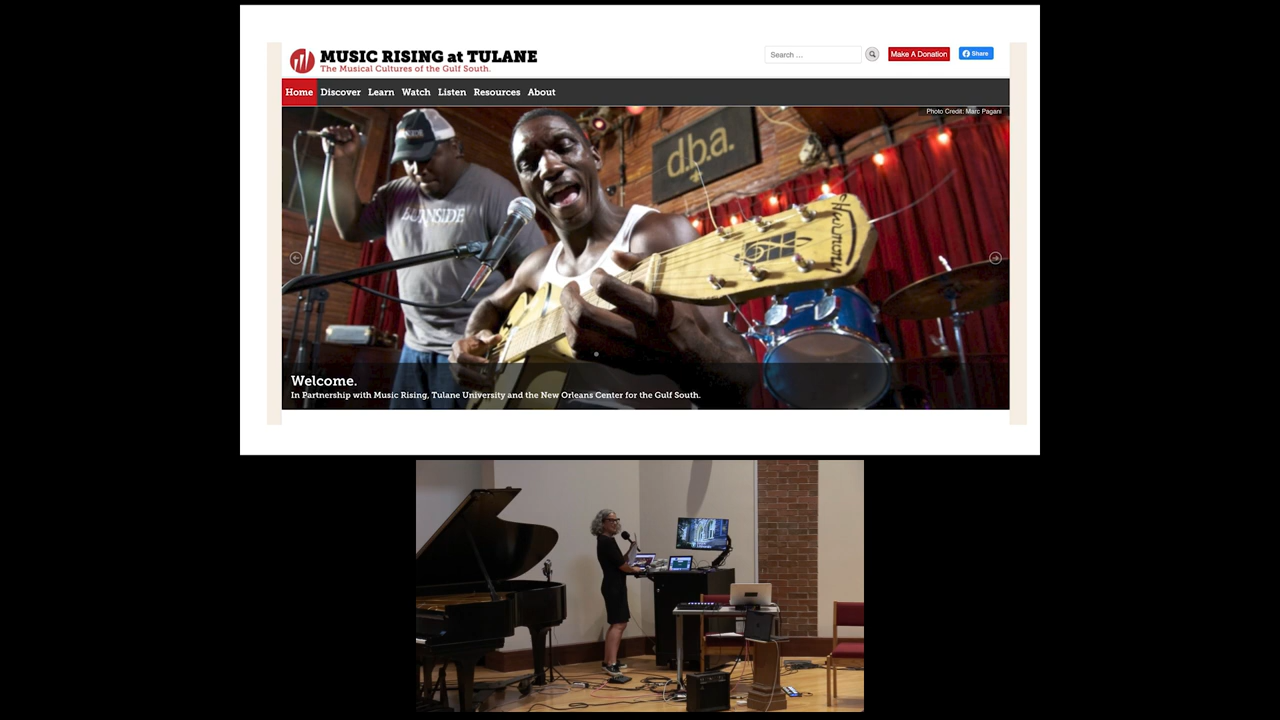 MUSIC RISING at TULANE
The Musical Cultures of the Gulf South.
Search ...
Make A Donation
Share
Home Discover Learn Watch Listen Resources About
Photo Credit: Marc Pagani
d.b.a.
BURNSIDE
Harmony
Welcome.
In Partnership with Music Rising, Tulane University and the New Orleans Center for the Gulf South.